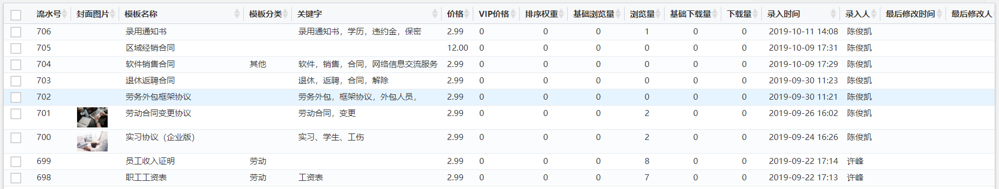 流水号 封面图片 模板名称 模板分类 关键字 价格 VIP价格 排序权重 基础浏览量 浏览量 基础下载量 下载量 录入时间 录入人 最后修改时间 最后修改人
706 录用通知书 录用通知书，学历，违约金，保密 2.99 0 0 0 1 0 0 2019-10-11 14:08 陈俊凯
705 区域经销合同 12.00 0 0 0 0 0 0 2019-10-09 17:31 陈俊凯
704 软件销售合同 其他 软件，销售，合同，网络信息交流服务 2.99 0 0 0 0 0 0 2019-10-09 17:29 陈俊凯
703 退休返聘合同 退休，返聘，合同，解除 2.99 0 0 0 0 0 0 2019-09-30 11:23 陈俊凯
702 劳务外包框架协议 劳务外包，框架协议，外包人员， 2.99 0 0 0 0 0 0 2019-09-30 11:21 陈俊凯
701 劳动合同变更协议 劳动合同，变更 2.99 0 0 0 2 0 0 2019-09-26 16:02 陈俊凯
700 实习协议（企业版） 实习、学生、工伤 2.99 0 0 0 2 0 0 2019-09-24 16:26 陈俊凯
699 员工收入证明 劳动 2.99 0 0 0 8 0 0 2019-09-22 17:14 许峰
698 职工工资表 劳动 工资表 2.99 0 0 0 7 0 0 2019-09-22 17:13 许峰